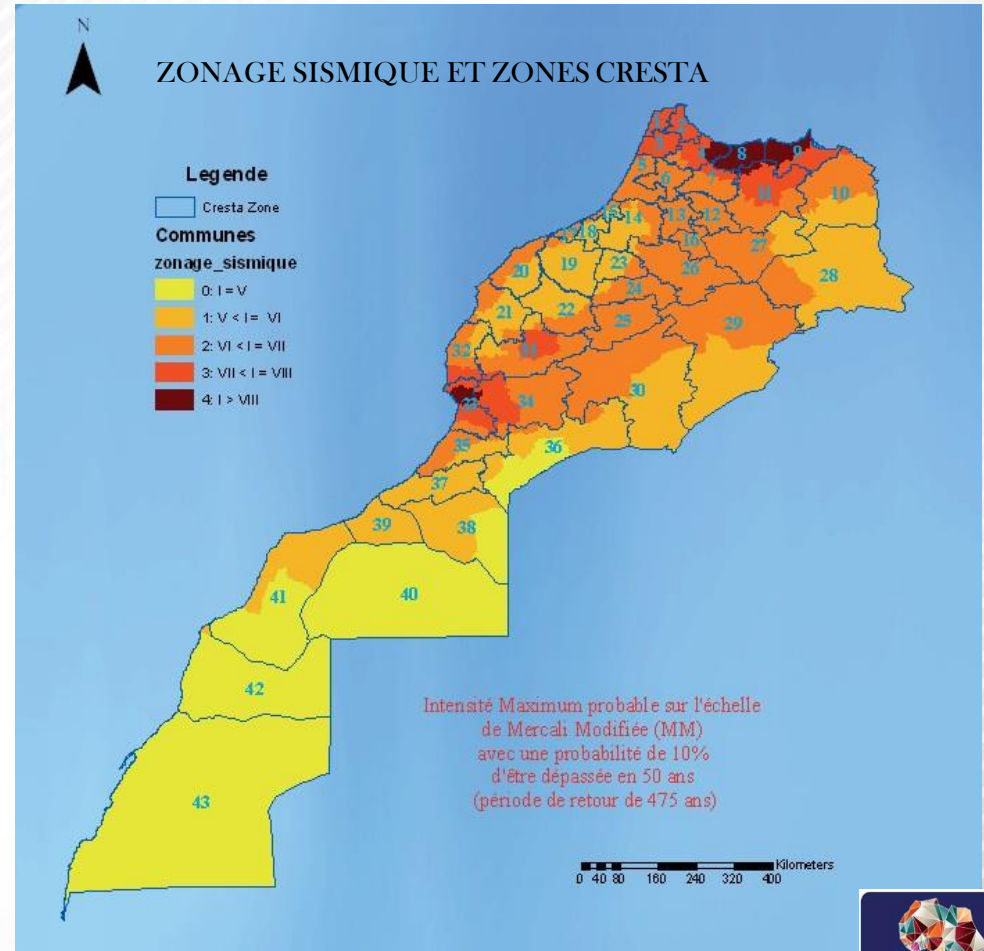 N
ZONAGE SISMIQUE ET ZONES CRESTA
Legende
Cresta Zone
Communes
zonage_sismique
0: I = V
1: V < I = VI
2: VI < I = VII
3: VII < I = VIII
4: I > VIII
8
9
5
6
7
11
10
14
13
12
18
16
27
19
23
26
20
28
24
21
22
25
29
32
30
34
35
36
37
39
38
41
40
42
43
Intensité Maximum probable sur l'échelle
de Mercali Modifiée (MM)
avec une probabilité de 10%
d'être dépassée en 50 ans
(période de retour de 475 ans)
Kilometers
0 40 80 160 240 320 400